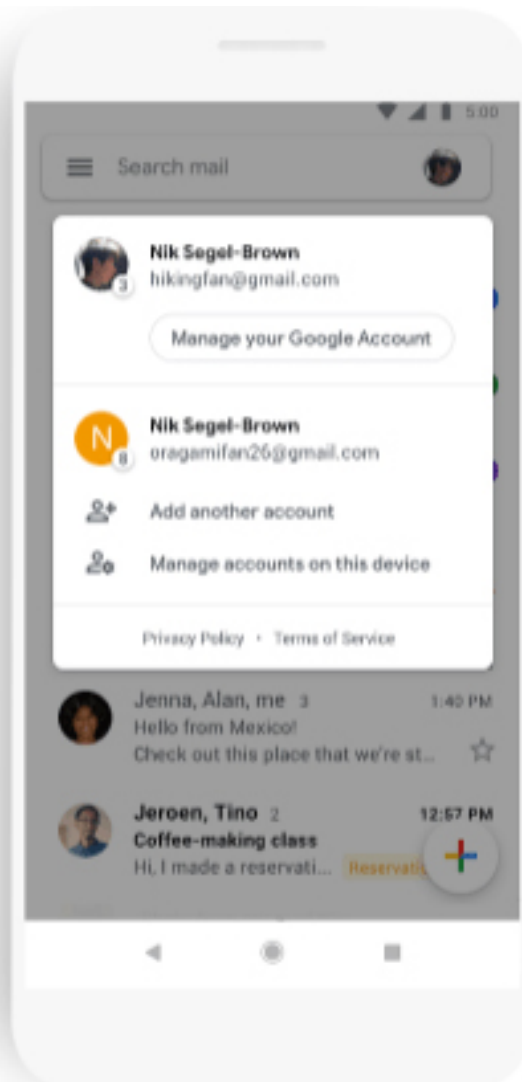 5:00
Search mail
Nik Segel-Brown
3
hikingfan@gmail.com
Manage your Google Account
N
Nik Segel-Brown
8
oragamifan26@gmail.com
Add another account
Manage accounts on this device
Privacy Policy • Terms of Service
Jenna, Alan, me 3 1:40 PM
Hello from Mexico!
Check out this place that we're st...
Jeroen, Tino 2 12:57 PM
Coffee-making class
Hi, I made a reservati...